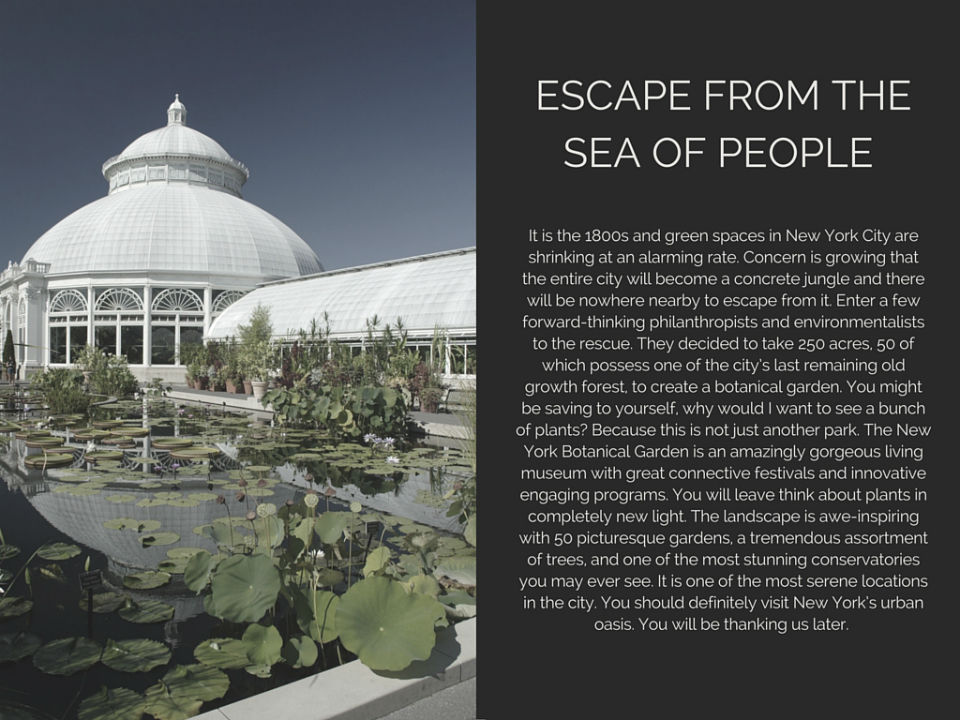 ESCAPE FROM THE
SEA OF PEOPLE
It is the 1800s and green spaces in New York City are
shrinking at an alarming rate. Concern is growing that
the entire city will become a concrete jungle and there
will be nowhere nearby to escape from it. Enter a few
forward-thinking philanthropists and environmentalists
to the rescue. They decided to take 250 acres, 50 of
which possess one of the city's last remaining old
growth forest, to create a botanical garden. You might
be saving to yourself, why would I want to see a bunch
of plants? Because this is not just another park. The New
York Botanical Garden is an amazingly gorgeous living
museum with great connective festivals and innovative
engaging programs. You will leave think about plants in
completely new light. The landscape is awe-inspiring
with 50 picturesque gardens, a tremendous assortment
of trees, and one of the most stunning conservatories
you may ever see. It is one of the most serene locations
in the city. You should definitely visit New York's urban
oasis. You will be thanking us later.